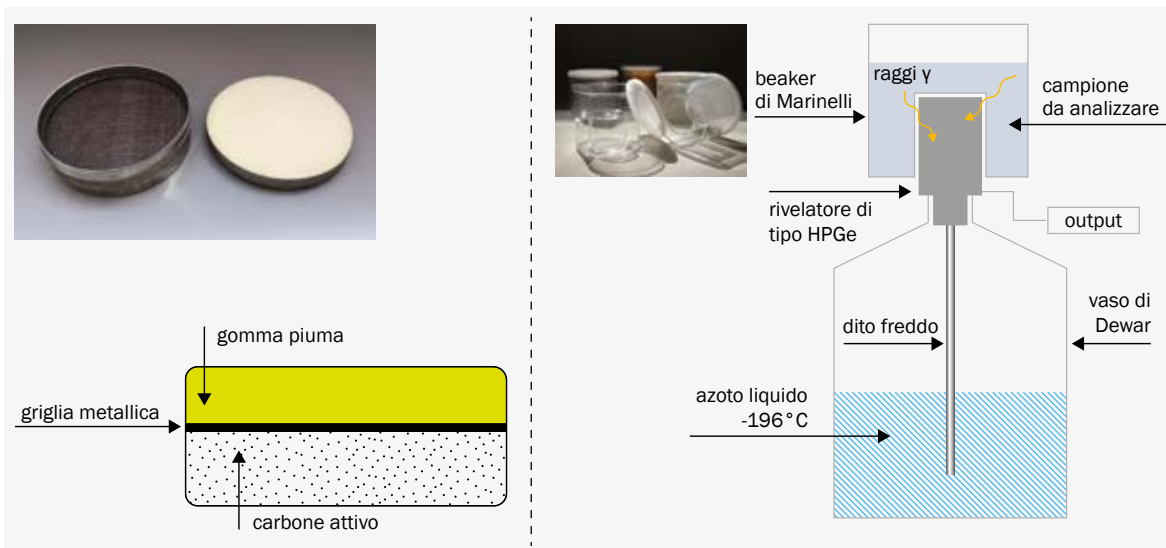 gomma piuma
griglia metallica
carbone attivo
beaker
di Marinelli
raggi γ
campione
da analizzare
rivelatore di
tipo HPGe
output
dito freddo
vaso di
Dewar
azoto liquido
-196°C